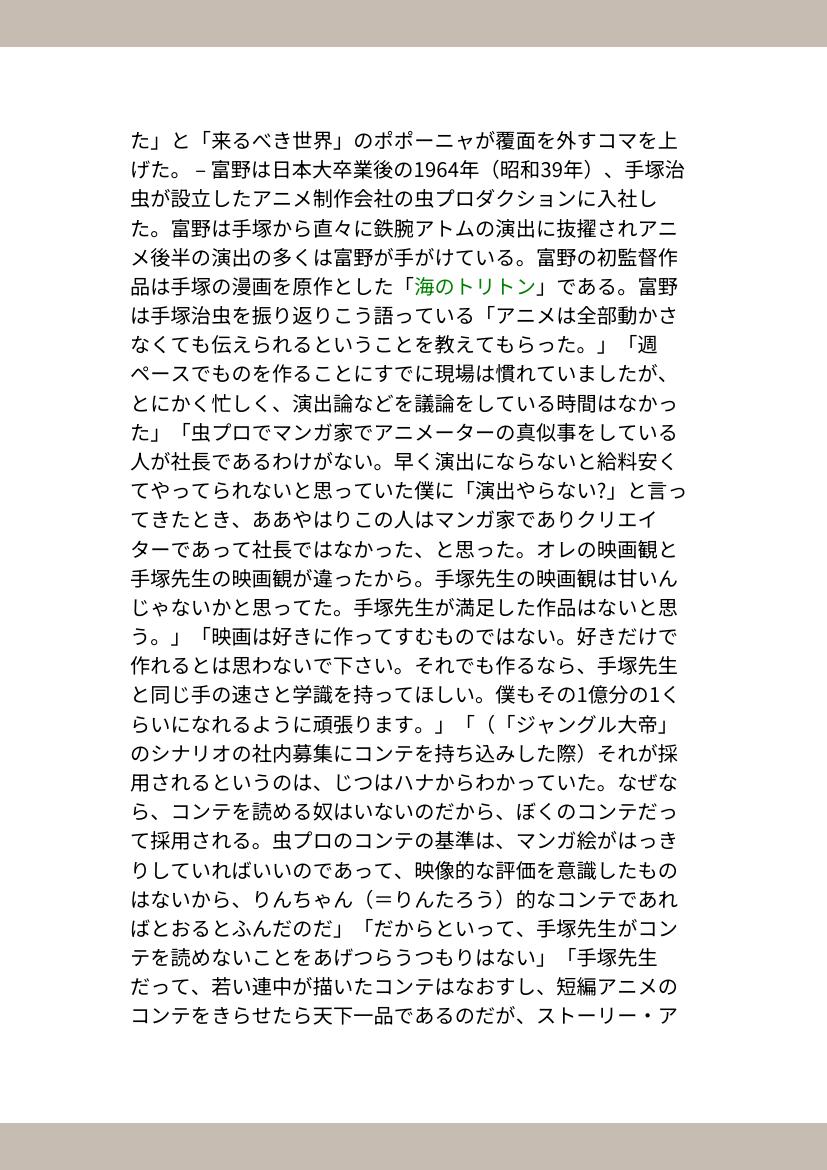 た」と「来るべき世界」のポポーニャが覆面を外すコマを上
げた。 – 富野は日本大卒業後の1964年（昭和39年）、手塚治
虫が設立したアニメ制作会社の虫プロダクションに入社し
た。富野は手塚から直々に鉄腕アトムの演出に抜擢されアニ
メ後半の演出の多くは富野が手がけている。富野の初監督作
品は手塚の漫画を原作とした「海のトリトン」である。富野
は手塚治虫を振り返りこう語っている「アニメは全部動かさ
なくても伝えられるということを教えてもらった。」「週
ペースでものを作ることにすでに現場は慣れていましたが、
とにかく忙しく、演出論などを議論をしている時間はなかっ
た」「虫プロでマンガ家でアニメーターの真似事をしている
人が社長であるわけがない。早く演出にならないと給料安く
てやってられないと思っていた僕に「演出やらない?」と言っ
てきたとき、ああやはりこの人はマンガ家でありクリエイ
ターであって社長ではなかった、と思った。オレの映画観と
手塚先生の映画観が違ったから。手塚先生の映画観は甘いん
じゃないかと思ってた。手塚先生が満足した作品はないと思
う。」「映画は好きに作ってすむものではない。好きだけで
作れるとは思わないで下さい。それでも作るなら、手塚先生
と同じ手の速さと学識を持ってほしい。僕もその1億分の1く
らいになれるように頑張ります。」「（「ジャングル大帝」
のシナリオの社内募集にコンテを持ち込みした際）それが採
用されるというのは、じつはハナからわかっていた。なぜな
ら、コンテを読める奴はいないのだから、ぼくのコンテだっ
て採用される。虫プロのコンテの基準は、マンガ絵がはっき
りしていればいいのであって、映像的な評価を意識したもの
はないから、りんちゃん（＝りんたろう）的なコンテであれ
ばとおるとふんだのだ」「だからといって、手塚先生がコン
テを読めないことをあげつらうつもりはない」「手塚先生
だって、若い連中が描いたコンテはなおすし、短編アニメの
コンテをきらせたら天下一品であるのだが、ストーリー・ア